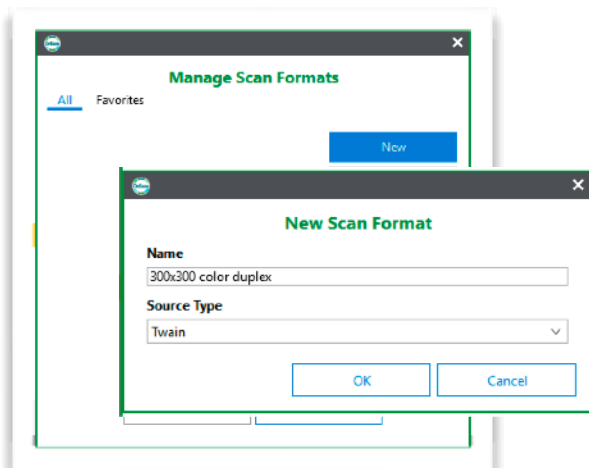 Manage Scan Formats
All Favorites
New
New Scan Format
Name
300x300 color duplex
Source Type
Twain
OK Cancel